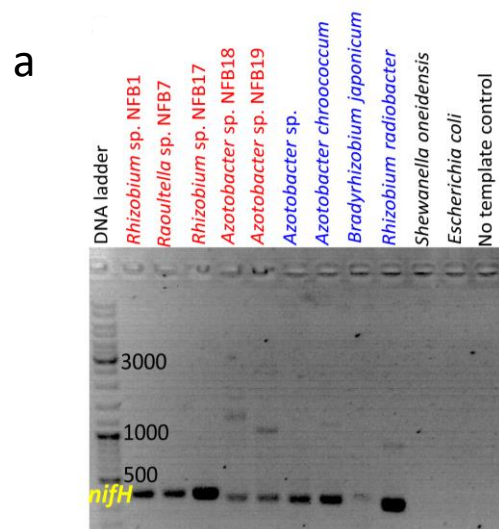 a
DNA ladder
Rhizobium sp. NFB1
Raoultella sp. NFB7
Rhizobium sp. NFB17
Azotobacter sp. NFB18
Azotobacter sp. NFB19
Azotobacter sp.
Azotobacter chroococcum
Bradyrhizobium japonicum
Rhizobium radiobacter
Shewanella oneidensis
Escherichia coli
No template control
3000
1000
500
nifH